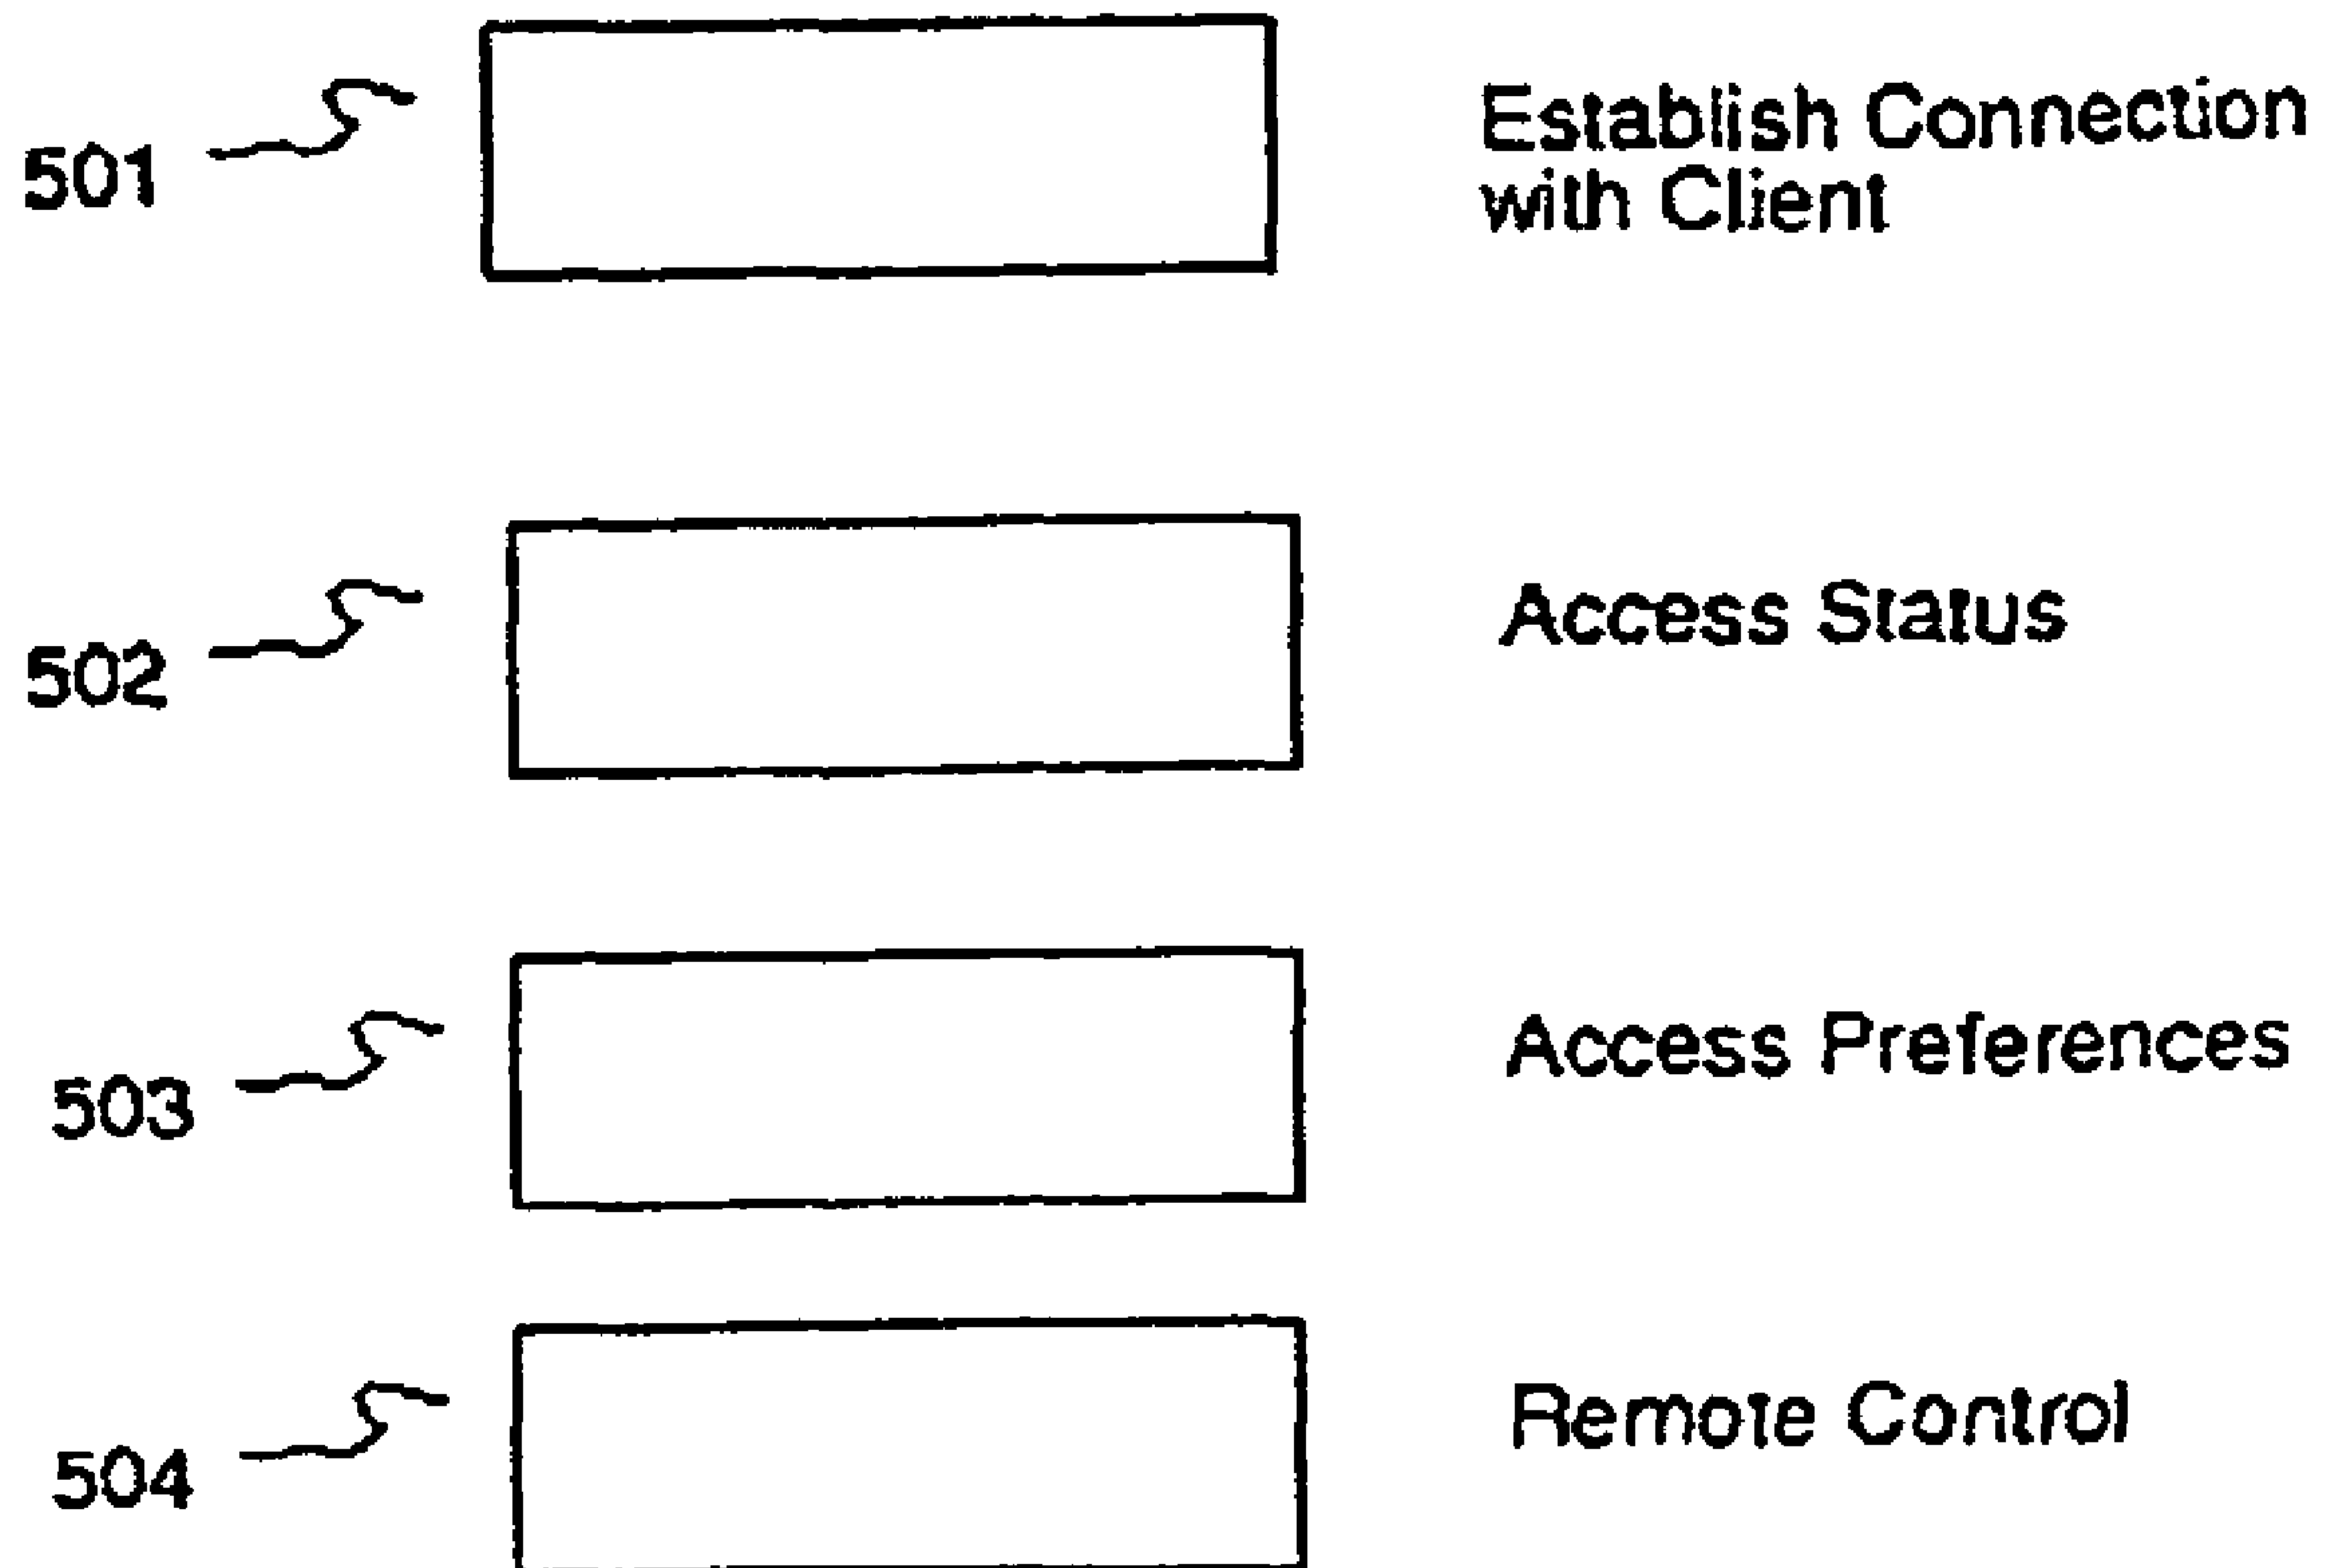 501
Establish Connection
with Client
502
Access Status
503
Access Preferences
504
Remote Control